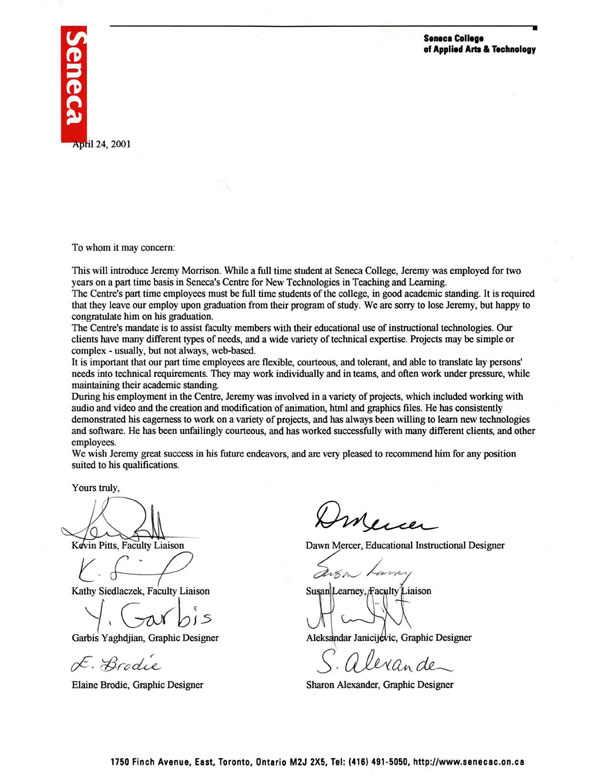 Seneca
Seneca College
of Applied Arts & Technology
April 24, 2001
To whom it may concern:
This will introduce Jeremy Morrison. While a full time student at Seneca College, Jeremy was employed for two
years on a part time basis in Seneca's Centre for New Technologies in Teaching and Learning.
The Centre's part time employees must be full time students of the college, in good academic standing. It is required
that they leave our employ upon graduation from their program of study. We are sorry to lose Jeremy, but happy to
congratulate him on his graduation.
The Centre's mandate is to assist faculty members with their educational use of instructional technologies. Our
clients have many different types of needs, and a wide variety of technical expertise. Projects may be simple or
complex - usually, but not always, web-based.
It is important that our part time employees are flexible, courteous, and tolerant, and able to translate lay persons'
needs into technical requirements. They may work individually and in teams, and often work under pressure, while
maintaining their academic standing.
During his employment in the Centre, Jeremy was involved in a variety of projects, which included working with
audio and video and the creation and modification of animation, html and graphics files. He has consistently
demonstrated his eagerness to work on a variety of projects, and has always been willing to learn new technologies
and software. He has been unfailingly courteous, and has worked successfully with many different clients, and other
employees.
We wish Jeremy great success in his future endeavors, and are very pleased to recommend him for any position
suited to his qualifications.
Yours truly,
DMercer
Kevin Pitts, Faculty Liaison
Dawn Mercer, Educational Instructional Designer
Susan Learney
Kathy Siedlaczek, Faculty Liaison
Susan Learney, Faculty Liaison
Y. Garbis
Garbis Yaghdjian, Graphic Designer
Aleksandar Janicijevic, Graphic Designer
E. Brodie
S. Alexander
Elaine Brodie, Graphic Designer
Sharon Alexander, Graphic Designer
1750 Finch Avenue, East, Toronto, Ontario M2J 2X5, Tel: (416) 491-5050, http://www.senecac.on.ca